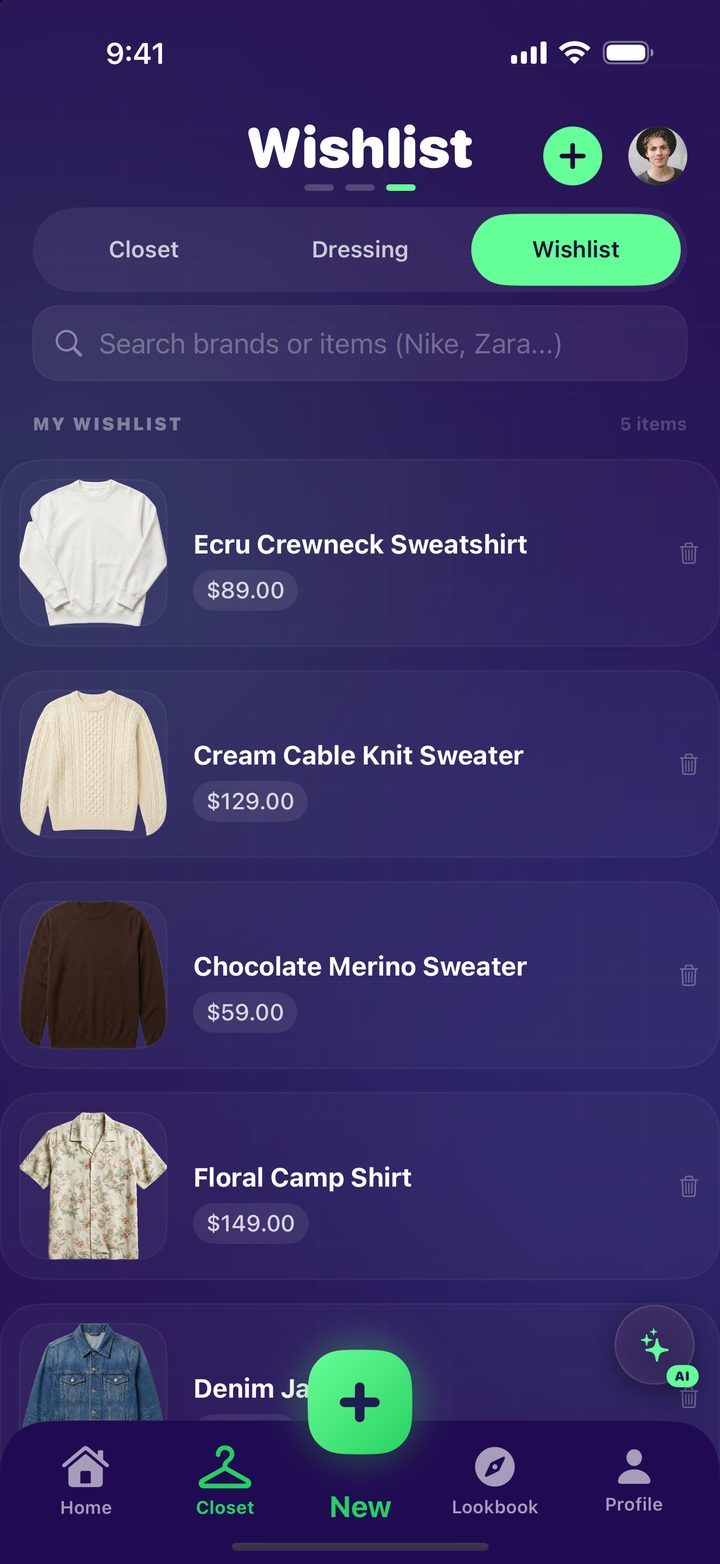 9:41
Wishlist
Closet
Dressing
Wishlist
Search brands or items (Nike, Zara...)
MY WISHLIST
5 items
Ecru Crewneck Sweatshirt
$89.00
Cream Cable Knit Sweater
$129.00
Chocolate Merino Sweater
$59.00
Floral Camp Shirt
$149.00
Denim Ja
AI
Home
Closet
New
Lookbook
Profile